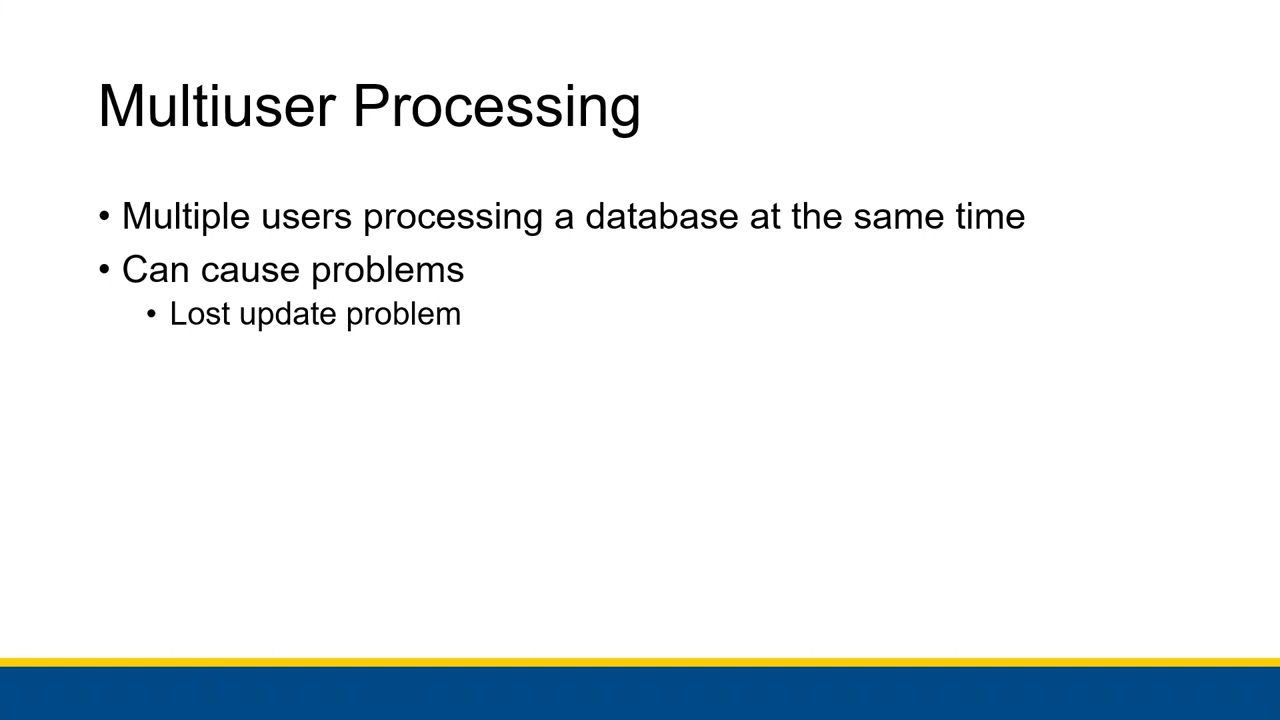 Multiuser Processing
• Multiple users processing a database at the same time
• Can cause problems
• Lost update problem